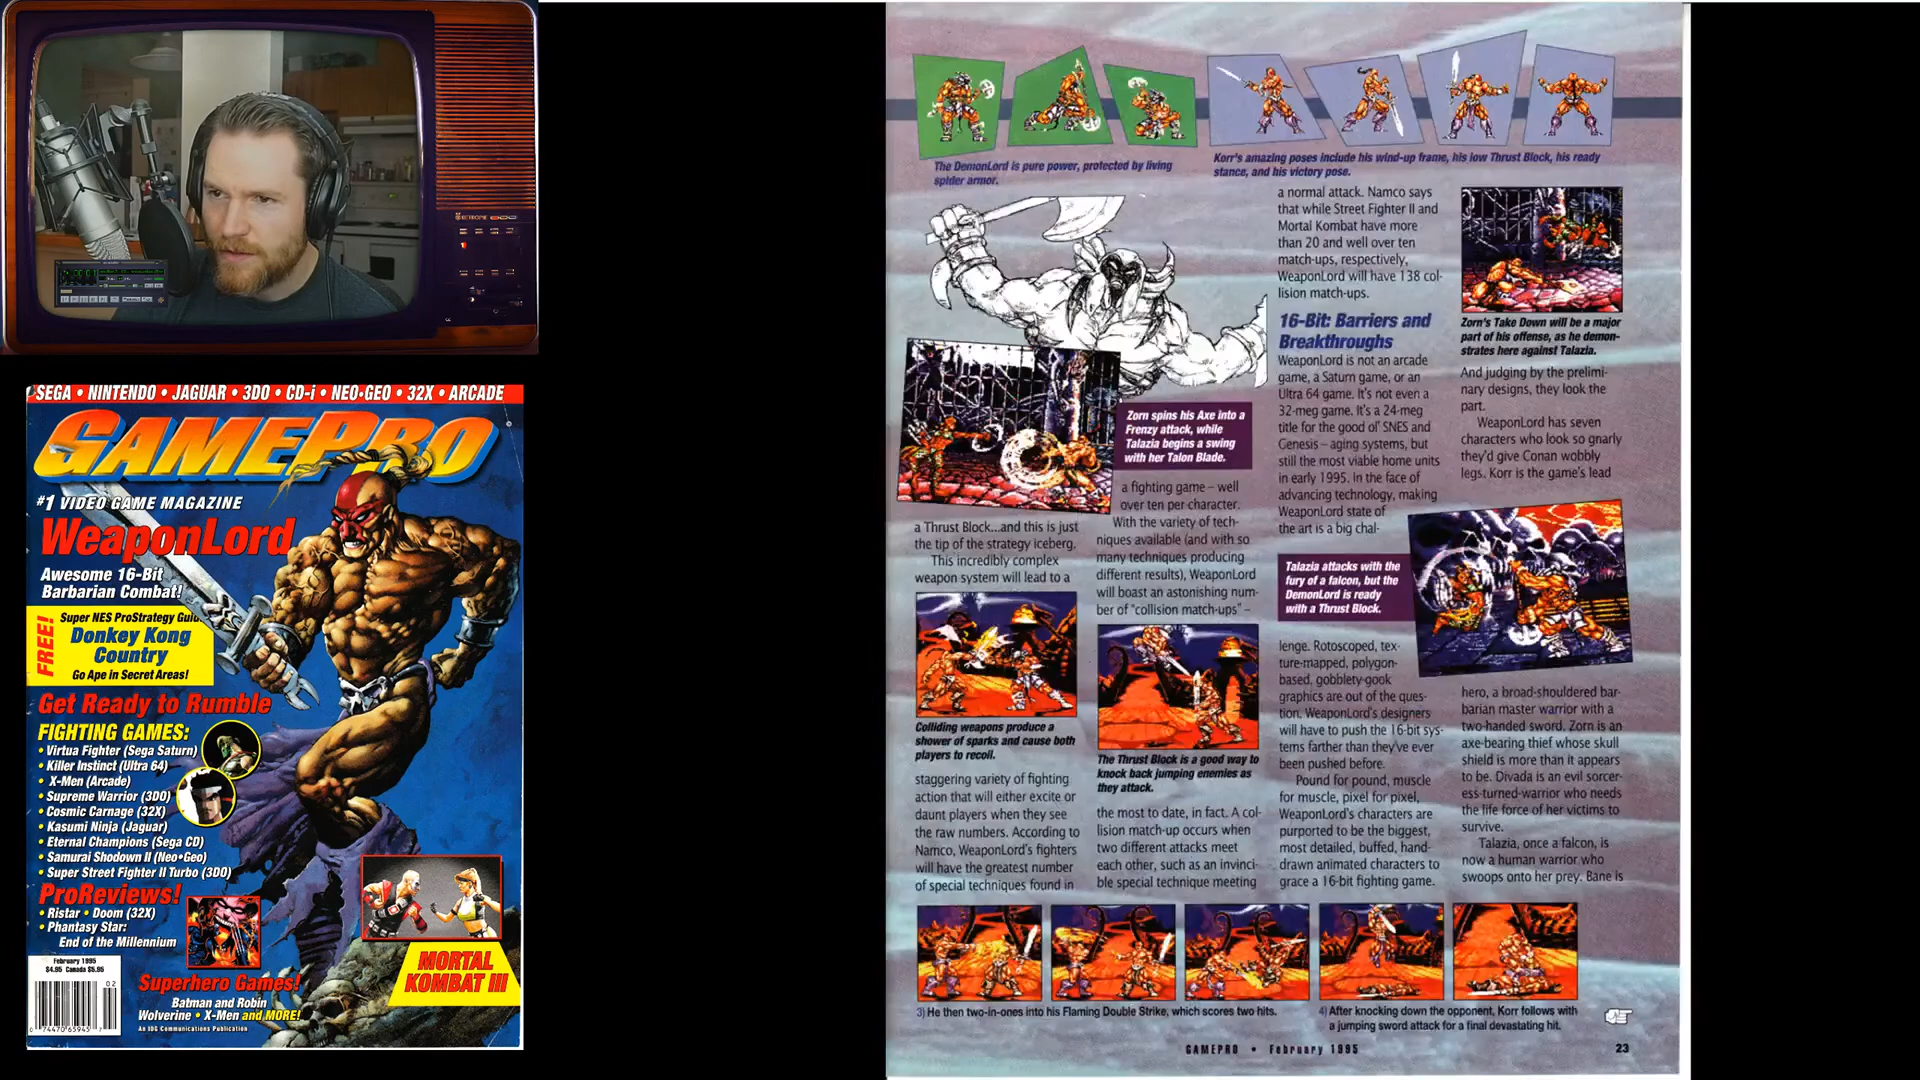 SEGA • NINTENDO • JAGUAR • 3DO • CD-i • NEO•GEO • 32X • ARCADE
GAMEPRO
#1 VIDEO GAME MAGAZINE
WeaponLord
Awesome 16-Bit
Barbarian Combat!
FREE!
Super NES ProStrategy Guide
Donkey Kong
Country
Go Ape in Secret Areas!
Get Ready to Rumble
FIGHTING GAMES:
• Virtua Fighter (Sega Saturn)
• Killer Instinct (Ultra 64)
• X-Men (Arcade)
• Supreme Warrior (3DO)
• Cosmic Carnage (32X)
• Kasumi Ninja (Jaguar)
• Eternal Champions (Sega CD)
• Samurai Shodown II (Neo•Geo)
• Super Street Fighter II Turbo (3DO)
ProReviews!
• Ristar • Doom (32X)
• Phantasy Star:
End of the Millennium
MORTAL
KOMBAT III
February 1995
$4.95 Canada $5.95
02
0 74470 65945 7
Superhero Games!
Batman and Robin
Wolverine • X-Men and MORE!
An IDG Communications Publication
The DemonLord is pure power, protected by living
spider armor.
Korr's amazing poses include his wind-up frame, his low Thrust Block, his ready
stance, and his victory pose.
Zorn spins his Axe into a
Frenzy attack, while
Talazia begins a swing
with her Talon Blade.
a Thrust Block...and this is just
the tip of the strategy iceberg.
This incredibly complex
weapon system will lead to a
Colliding weapons produce a
shower of sparks and cause both
players to recoil.
staggering variety of fighting
action that will either excite or
daunt players when they see
the raw numbers. According to
Namco, WeaponLord's fighters
will have the greatest number
of special techniques found in
a fighting game – well
over ten per character.
With the variety of tech-
niques available (and with so
many techniques producing
different results), WeaponLord
will boast an astonishing num-
ber of "collision match-ups" –
The Thrust Block is a good way to
knock back jumping enemies as
they attack.
the most to date, in fact. A col-
lision match-up occurs when
two different attacks meet
each other, such as an invinci-
ble special technique meeting
a normal attack. Namco says
that while Street Fighter II and
Mortal Kombat have more
than 20 and well over ten
match-ups, respectively,
WeaponLord will have 138 col-
lision match-ups.
16-Bit: Barriers and
Breakthroughs
WeaponLord is not an arcade
game, a Saturn game, or an
Ultra 64 game. It's not even a
32-meg game. It's a 24-meg
title for the good ol' SNES and
Genesis – aging systems, but
still the most viable home units
in early 1995. In the face of
advancing technology, making
WeaponLord state of
the art is a big chal-
Talazia attacks with the
fury of a falcon, but the
DemonLord is ready
with a Thrust Block.
lenge. Rotoscoped, tex-
ture-mapped, polygon-
based, gobblety-gook
graphics are out of the ques-
tion. WeaponLord's designers
will have to push the 16-bit sys-
tems farther than they've ever
been pushed before.
Pound for pound, muscle
for muscle, pixel for pixel,
WeaponLord's characters are
purported to be the biggest,
most detailed, buffed, hand-
drawn animated characters to
grace a 16-bit fighting game.
Zorn's Take Down will be a major
part of his offense, as he demon-
strates here against Talazia.
And judging by the prelimi-
nary designs, they look the
part.
WeaponLord has seven
characters who look so gnarly
they'd give Conan wobbly
legs. Korr is the game's lead
hero, a broad-shouldered bar-
barian master warrior with a
two-handed sword. Zorn is an
axe-bearing thief whose skull
shield is more than it appears
to be. Divada is an evil sorcer-
ess-turned-warrior who needs
the life force of her victims to
survive.
Talazia, once a falcon, is
now a human warrior who
swoops onto her prey. Bane is
3) He then two-in-ones into his Flaming Double Strike, which scores two hits.
4) After knocking down the opponent, Korr follows with
a jumping sword attack for a final devastating hit.
GAMEPRO • February 1995
23